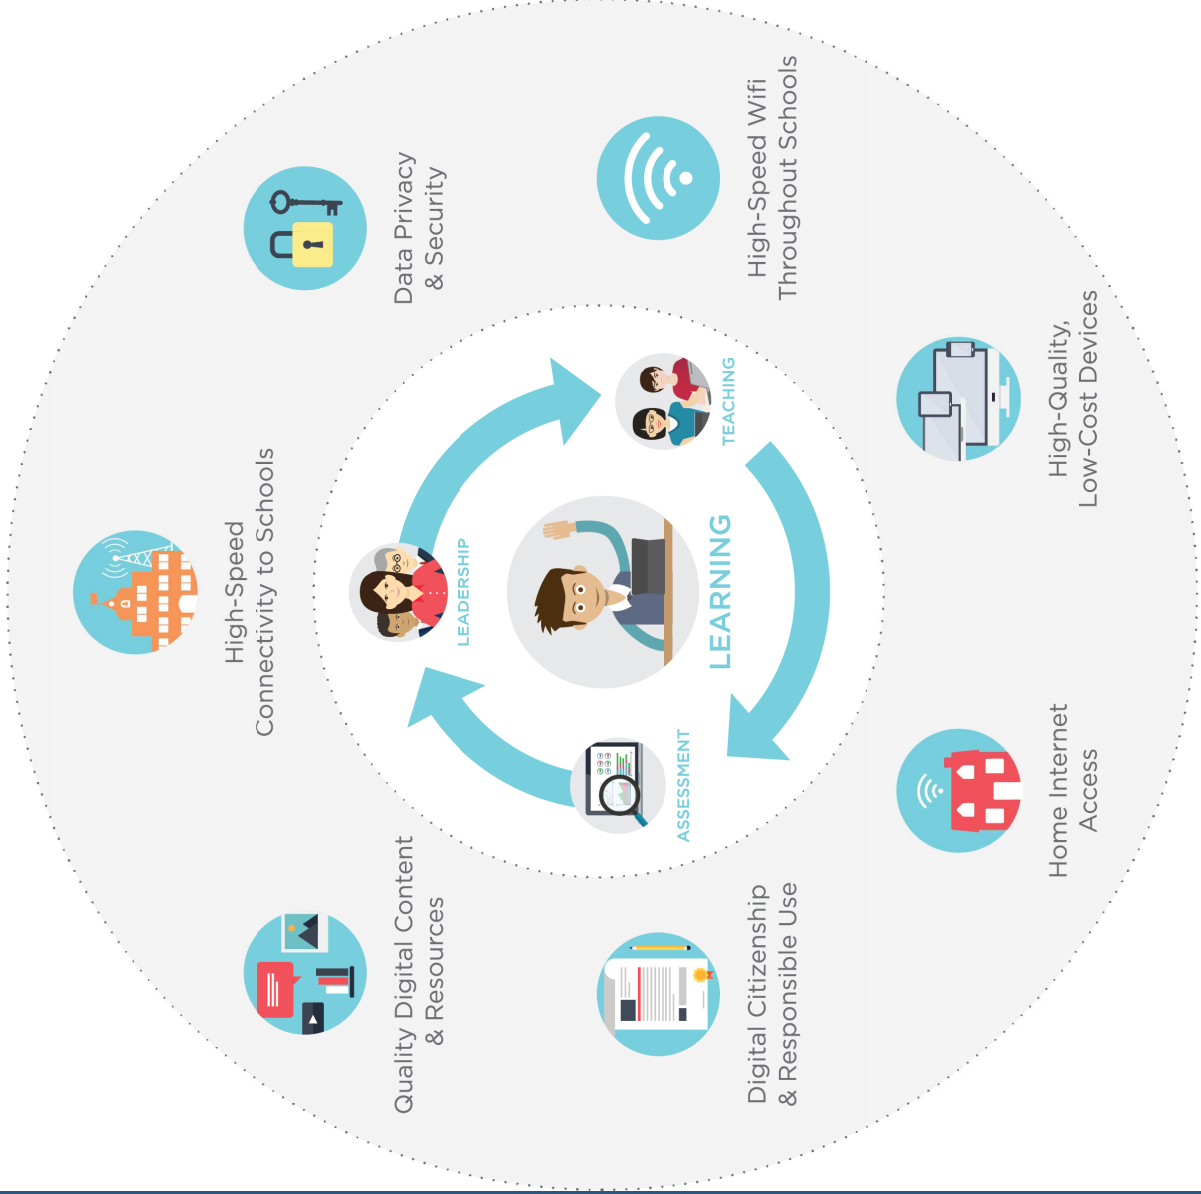 High-Speed
Connectivity to Schools
Data Privacy
& Security
High-Speed Wifi
Throughout Schools
High-Quality,
Low-Cost Devices
Home Internet
Access
Digital Citizenship
& Responsible Use
Quality Digital Content
& Resources
LEADERSHIP
TEACHING
ASSESSMENT
LEARNING